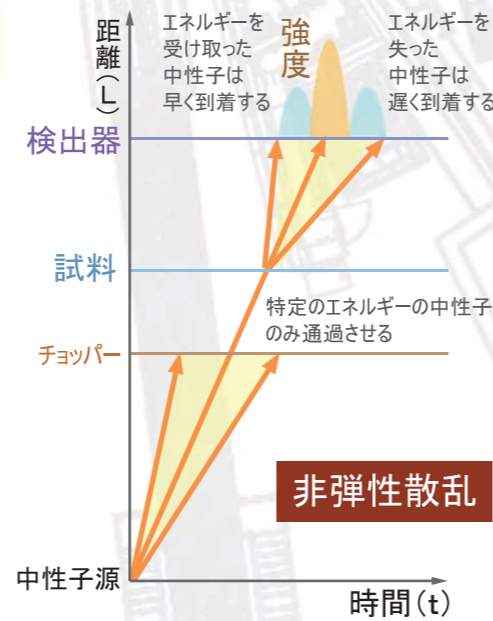 距離(L)
エネルギーを
受け取った
中性子は
早く到着する
強度
エネルギーを
失った
中性子は
遅く到着する
検出器
試料
特定のエネルギーの中性子
のみ通過させる
チョッパー
非弾性散乱
中性子源
時間(t)